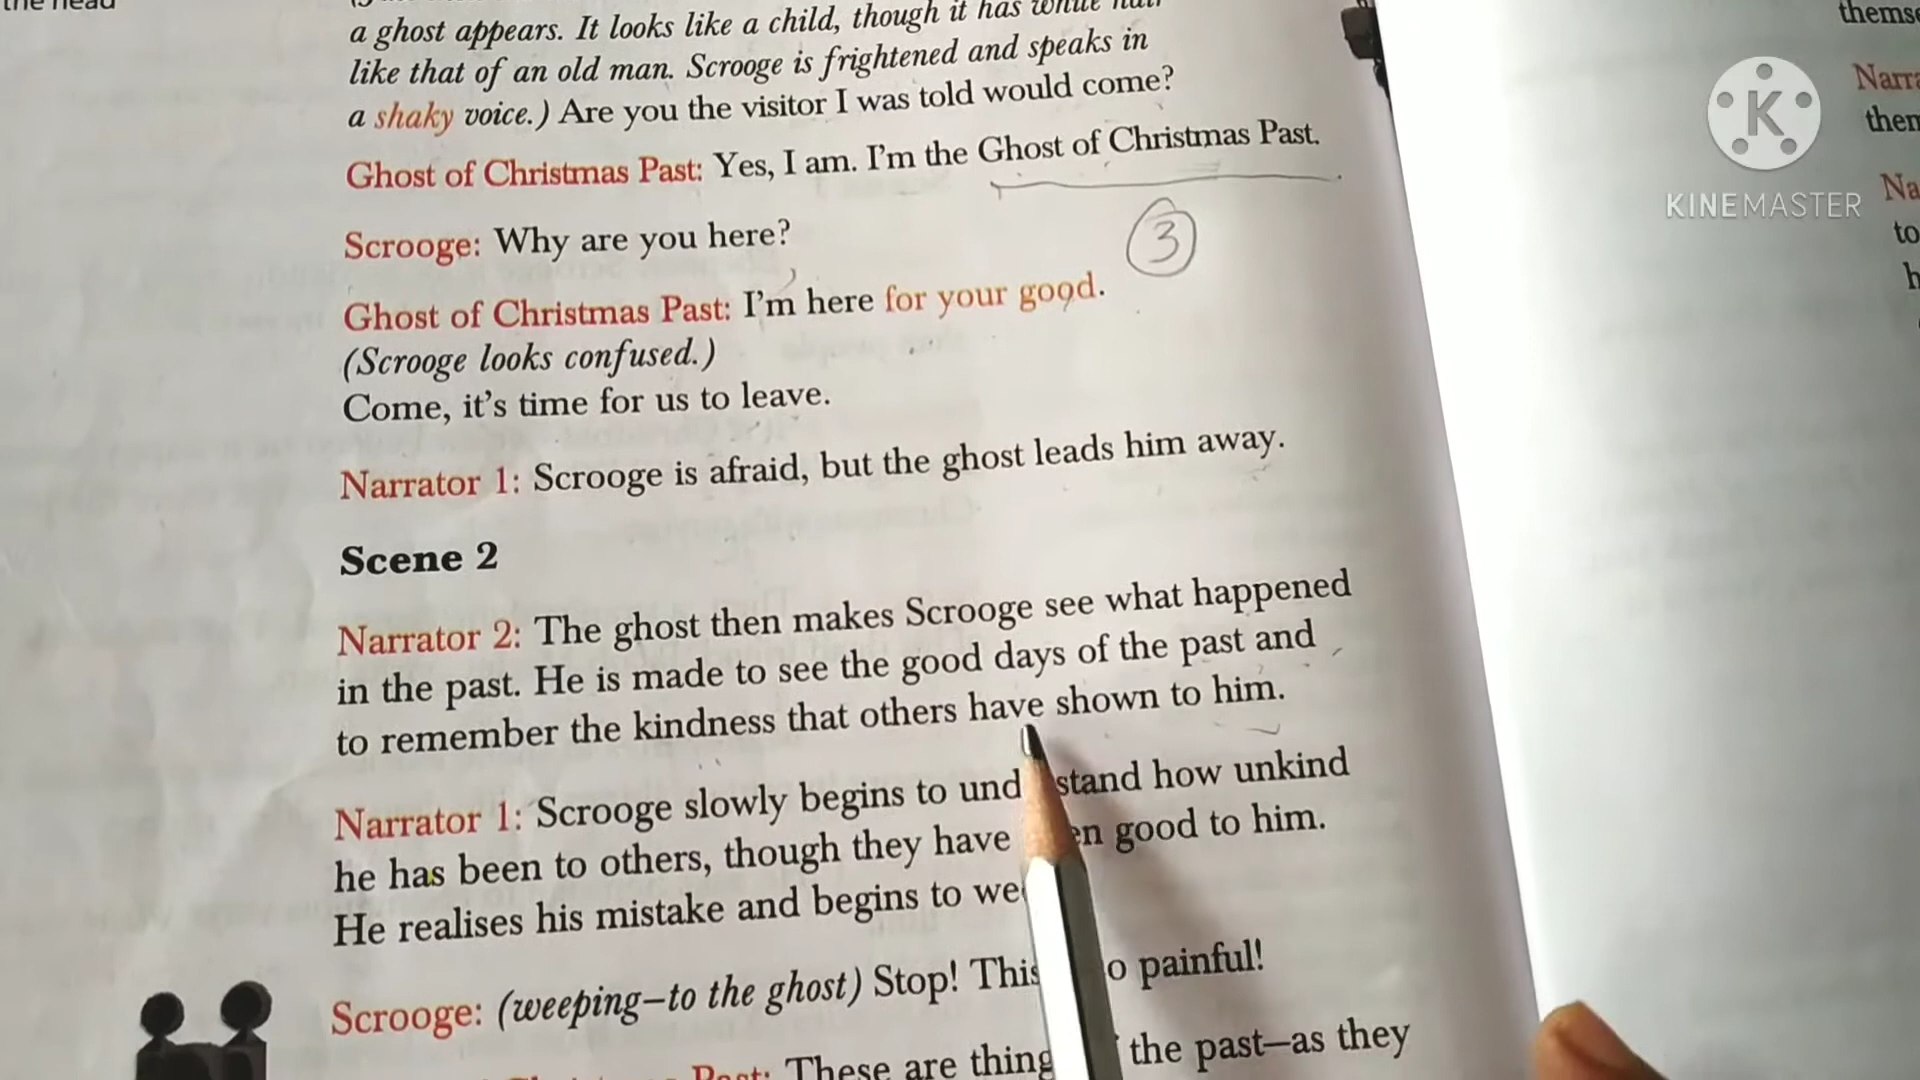 the head
a ghost appears. It looks like a child, though it has white hair
like that of an old man. Scrooge is frightened and speaks in
a shaky voice.) Are you the visitor I was told would come?
Ghost of Christmas Past: Yes, I am. I'm the Ghost of Christmas Past.
3
Scrooge: Why are you here?
Ghost of Christmas Past: I'm here for your good.
(Scrooge looks confused.)
Come, it's time for us to leave.
Narrator 1: Scrooge is afraid, but the ghost leads him away.
Scene 2
Narrator 2: The ghost then makes Scrooge see what happened
in the past. He is made to see the good days of the past and
to remember the kindness that others have shown to him.
Narrator 1: Scrooge slowly begins to und stand how unkind
he has been to others, though they have en good to him.
He realises his mistake and begins to we
Scrooge: (weeping—to the ghost) Stop! This o painful!
Past: These are thing the past—as they
K
KINEMASTER
to